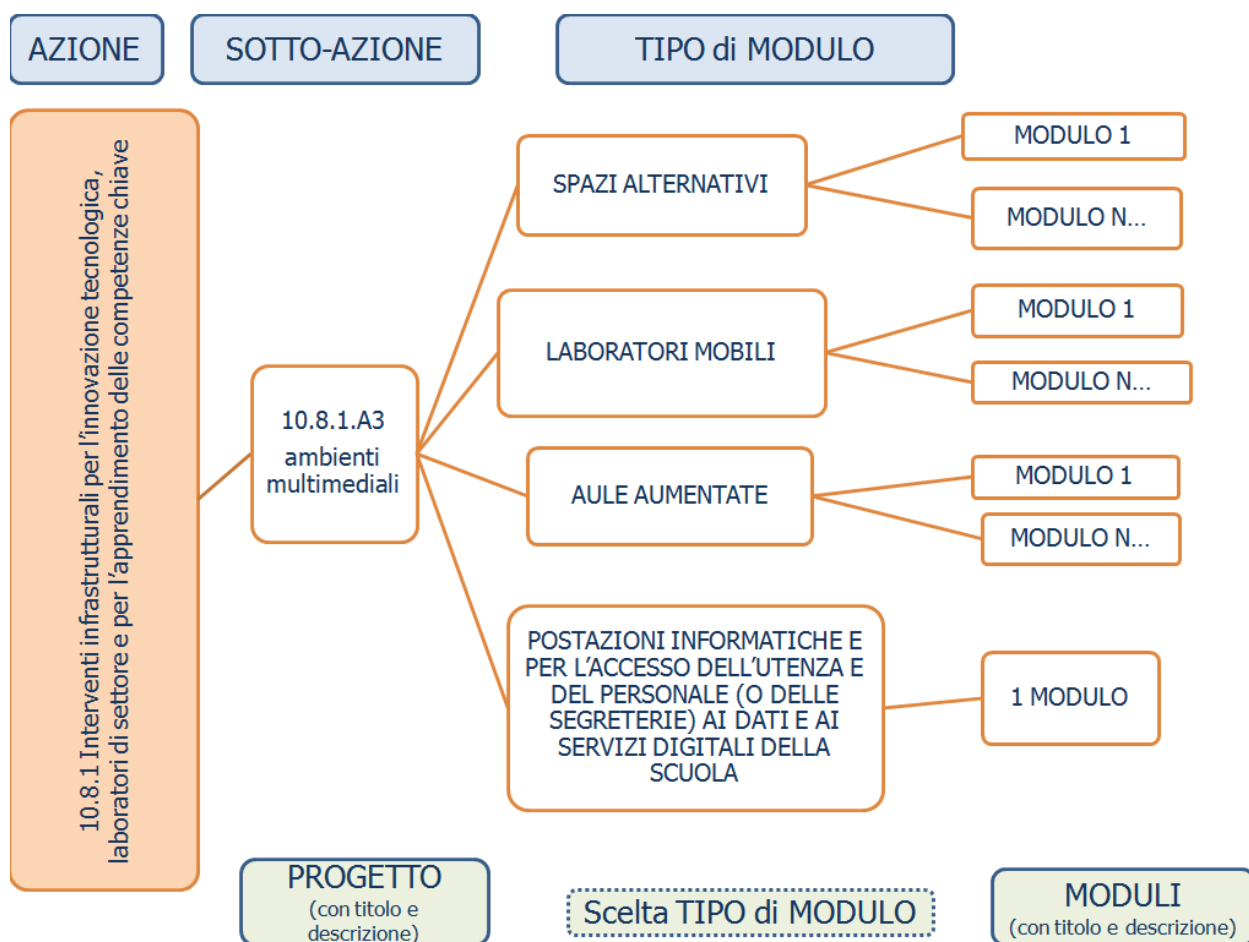 AZIONE
SOTTO-AZIONE
TIPO di MODULO
10.8.1 Interventi infrastrutturali per l'innovazione tecnologica,
laboratori di settore e per l'apprendimento delle competenze chiave
10.8.1.A3
ambienti
multimediali
SPAZI ALTERNATIVI
MODULO 1
MODULO N...
LABORATORI MOBILI
MODULO 1
MODULO N...
AULE AUMENTATE
MODULO 1
MODULO N...
POSTAZIONI INFORMATICHE E
PER L'ACCESSO DELL'UTENZA E
DEL PERSONALE (O DELLE
SEGRETERIE) AI DATI E AI
SERVIZI DIGITALI DELLA
SCUOLA
1 MODULO
PROGETTO
(con titolo e
descrizione)
Scelta TIPO di MODULO
MODULI
(con titolo e descrizione)